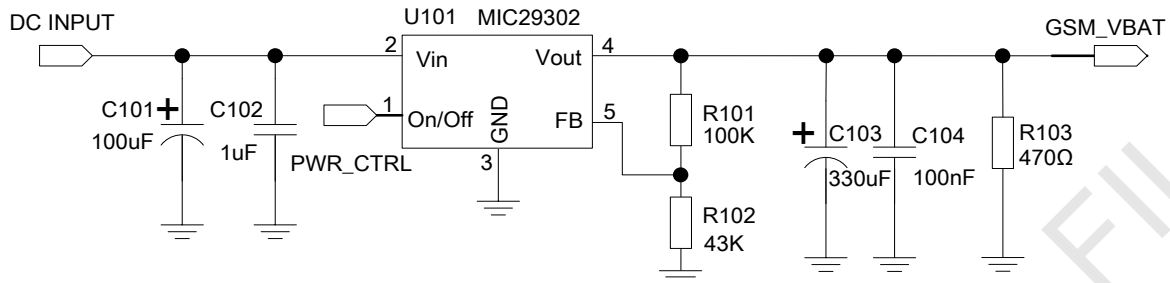 DC INPUT
U101 MIC29302
GSM_VBAT
2
Vin
Vout
4
C101
+
100uF
C102
1uF
1
On/Off
PWR_CTRL
GND
3
FB
5
R101
100K
R102
43K
+
C103
330uF
C104
100nF
R103
470Ω
FII